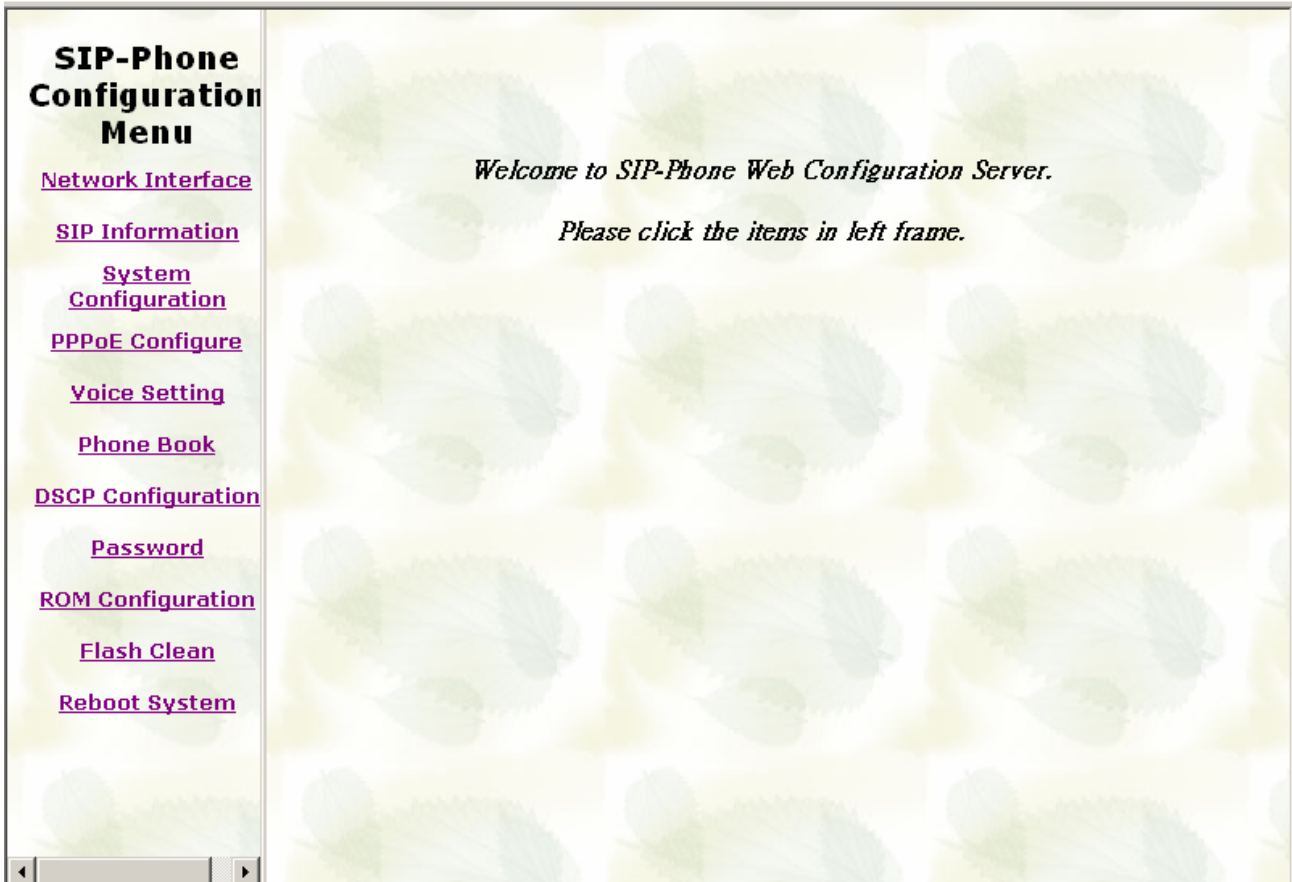 SIP-Phone
Configuration
Menu
Network Interface
SIP Information
System
Configuration
PPPoE Configure
Voice Setting
Phone Book
DSCP Configuration
Password
ROM Configuration
Flash Clean
Reboot System
Welcome to SIP-Phone Web Configuration Server.
Please click the items in left frame.